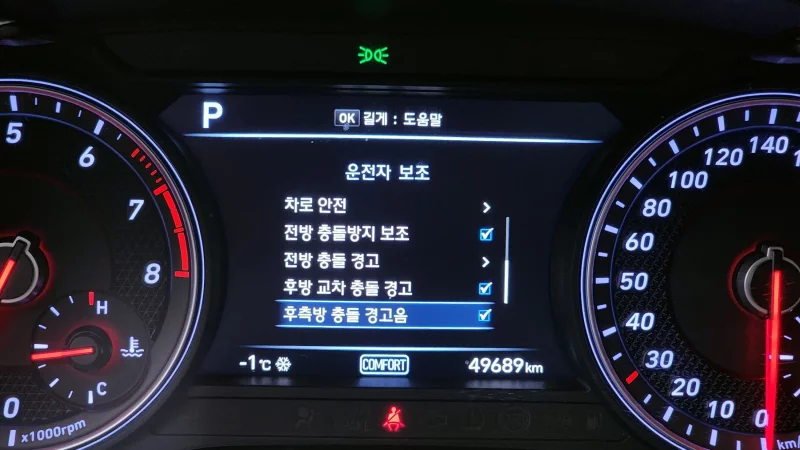 P
OK 길게 : 도움말
운전자 보조
차로 안전
전방 충돌방지 보조
전방 충돌 경고
후방 교차 충돌 경고
후측방 충돌 경고음
-1℃
COMFORT
49689 km
5
6
7
8
H
C
0
x1000rpm
140
120
100
80
60
50
40
30
20
10
0
km/